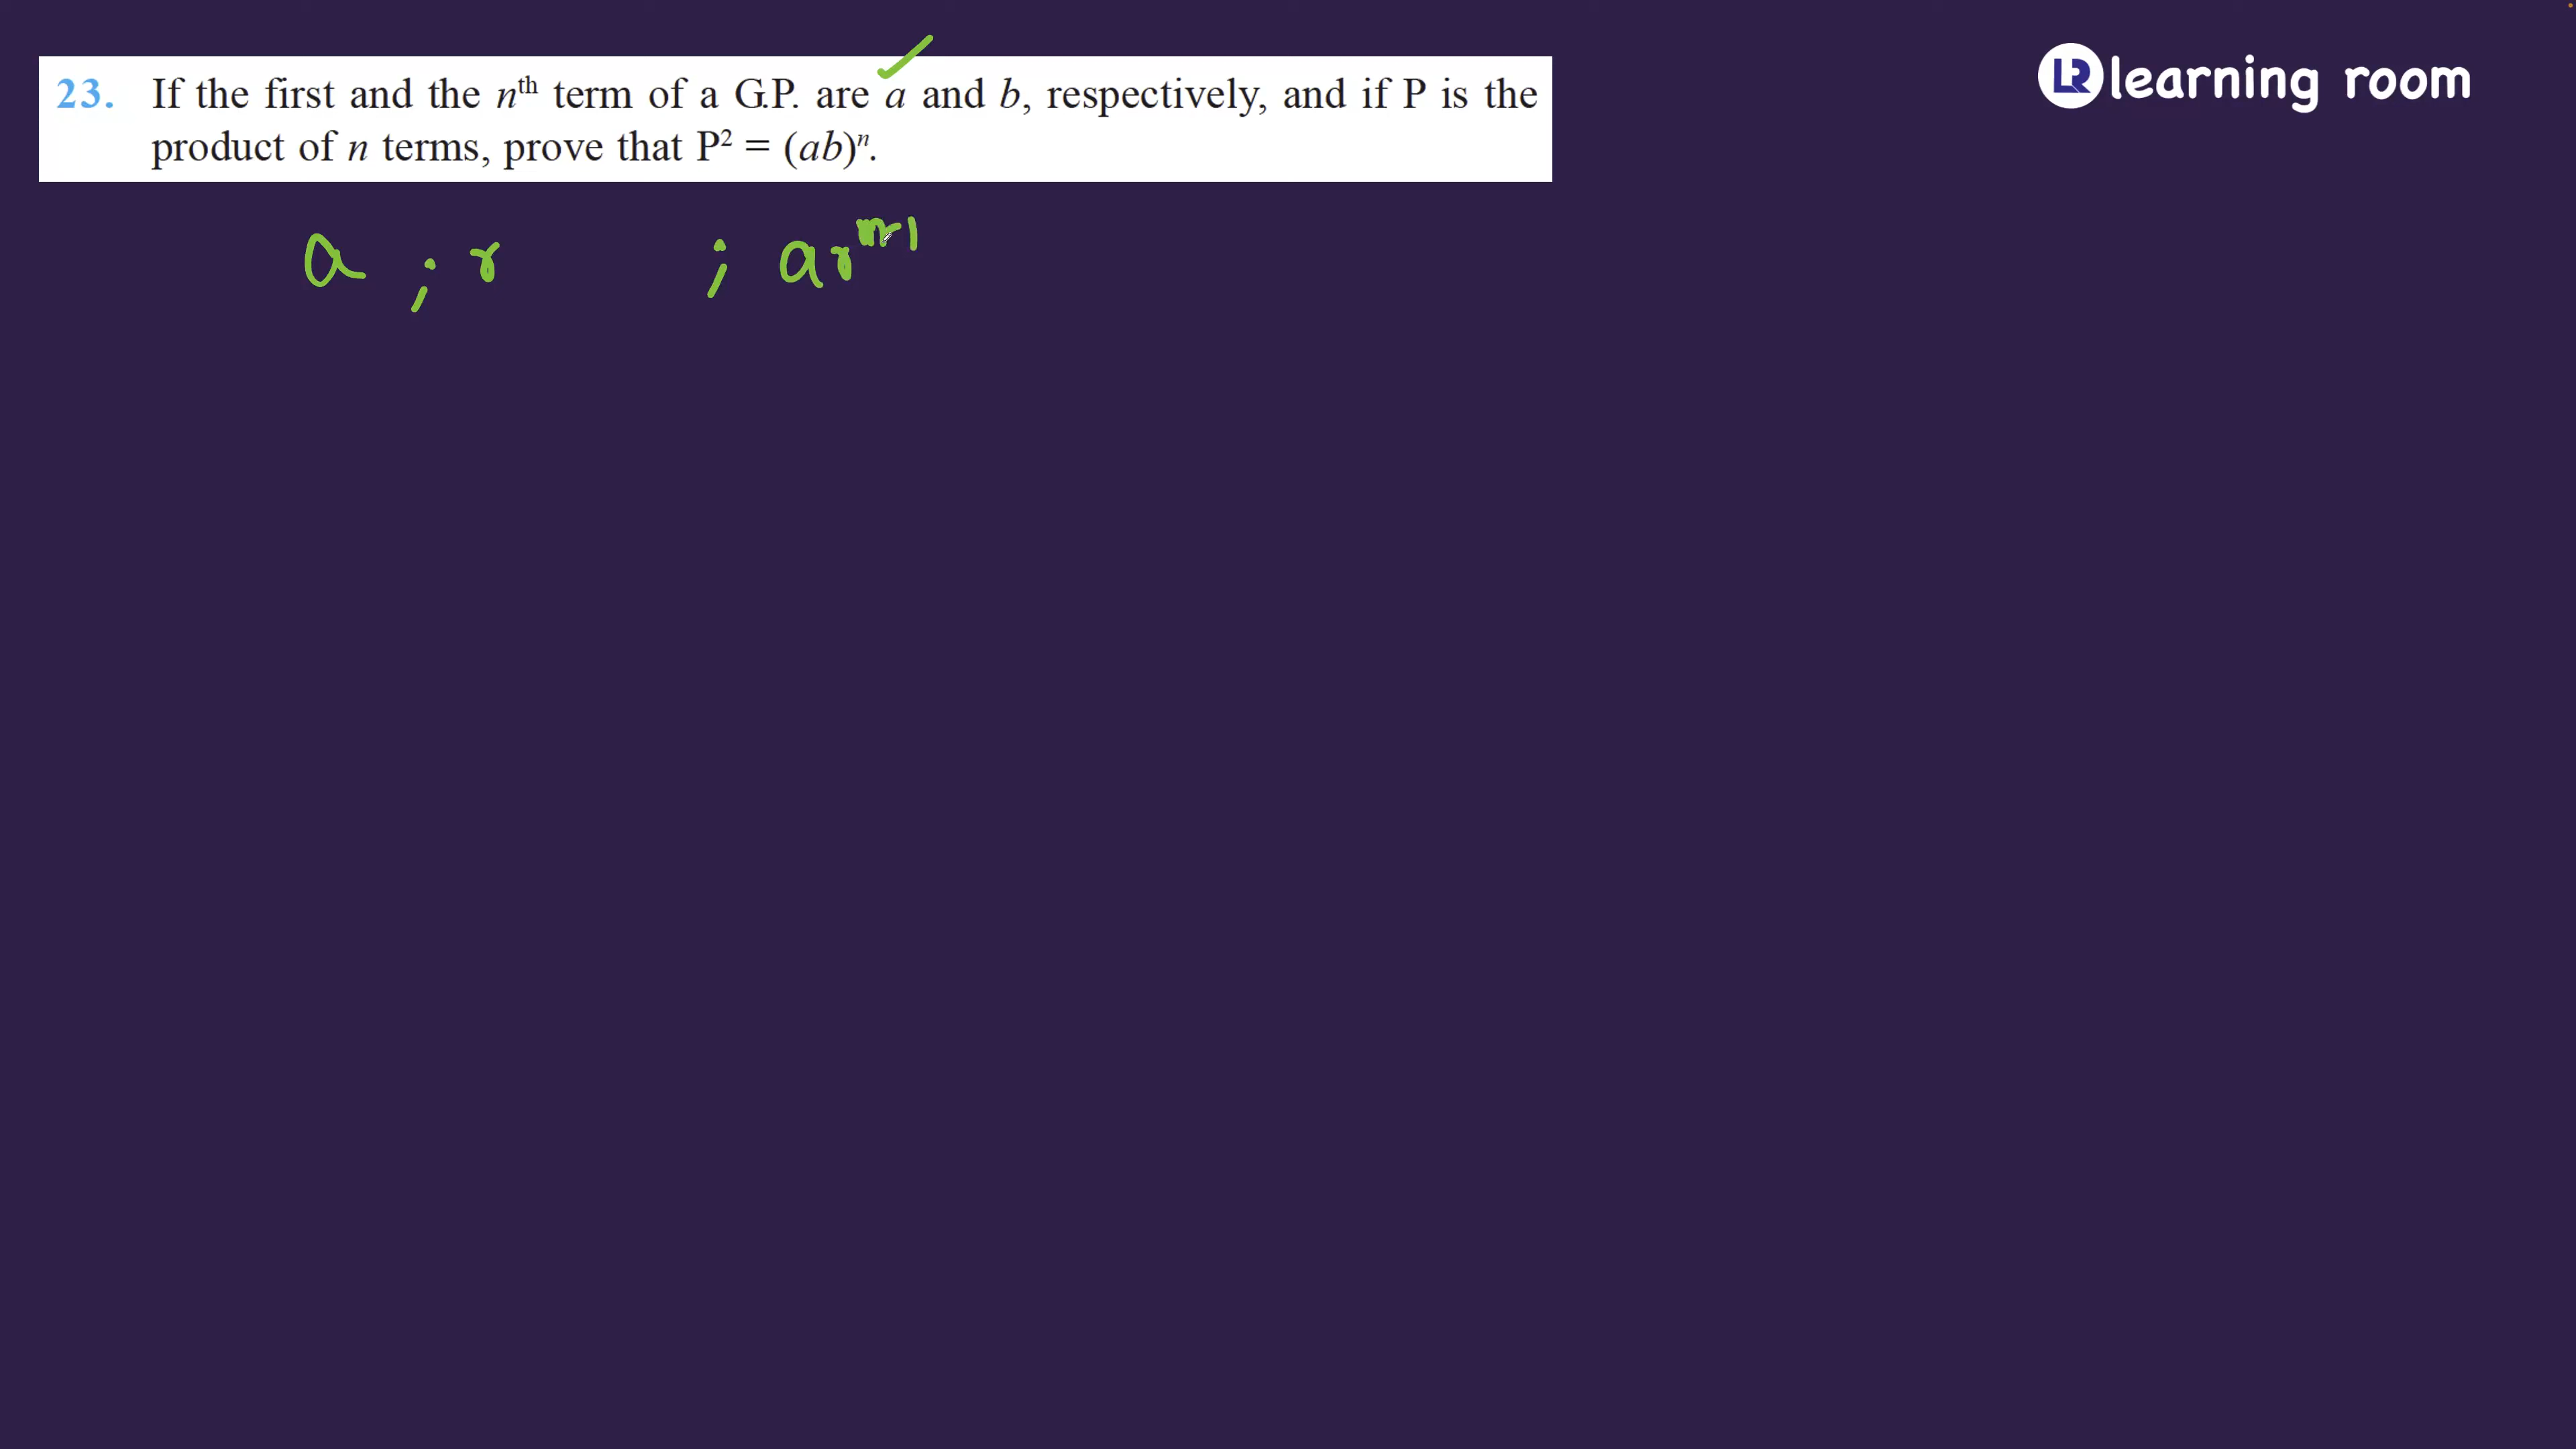 23. If the first and the nth term of a G.P. are a and b, respectively, and if P is the
product of n terms, prove that P² = (ab)ⁿ.
LR learning room
a ; r ; arⁿ⁻¹